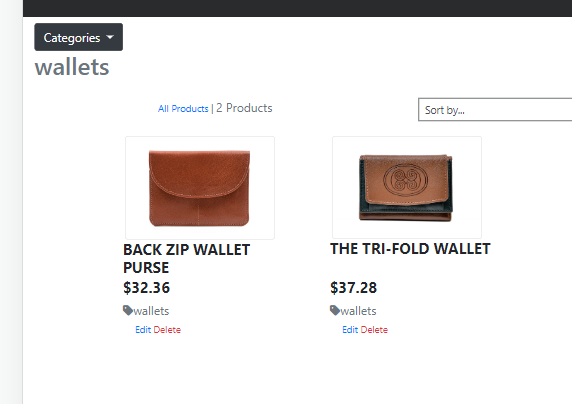 Categories
wallets
All Products | 2 Products
Sort by...
BACK ZIP WALLET
PURSE
$32.36
wallets
Edit Delete
THE TRI-FOLD WALLET
$37.28
wallets
Edit Delete